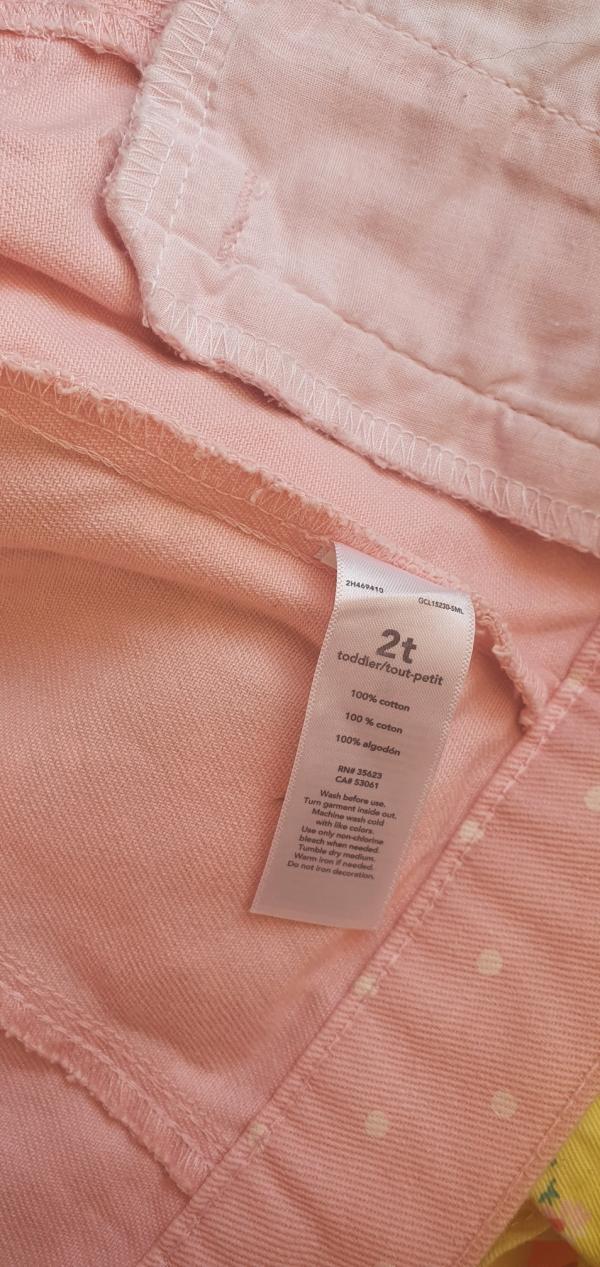 2H469410
GCL15230-5ML
2t
toddler/tout-petit
100% cotton
100 % coton
100% algodón
RN# 35623
CA# 53061
Wash before use.
Turn garment inside out.
Machine wash cold
with like colors.
Use only non-chlorine
bleach when needed.
Tumble dry medium.
Warm iron if needed.
Do not iron decoration.